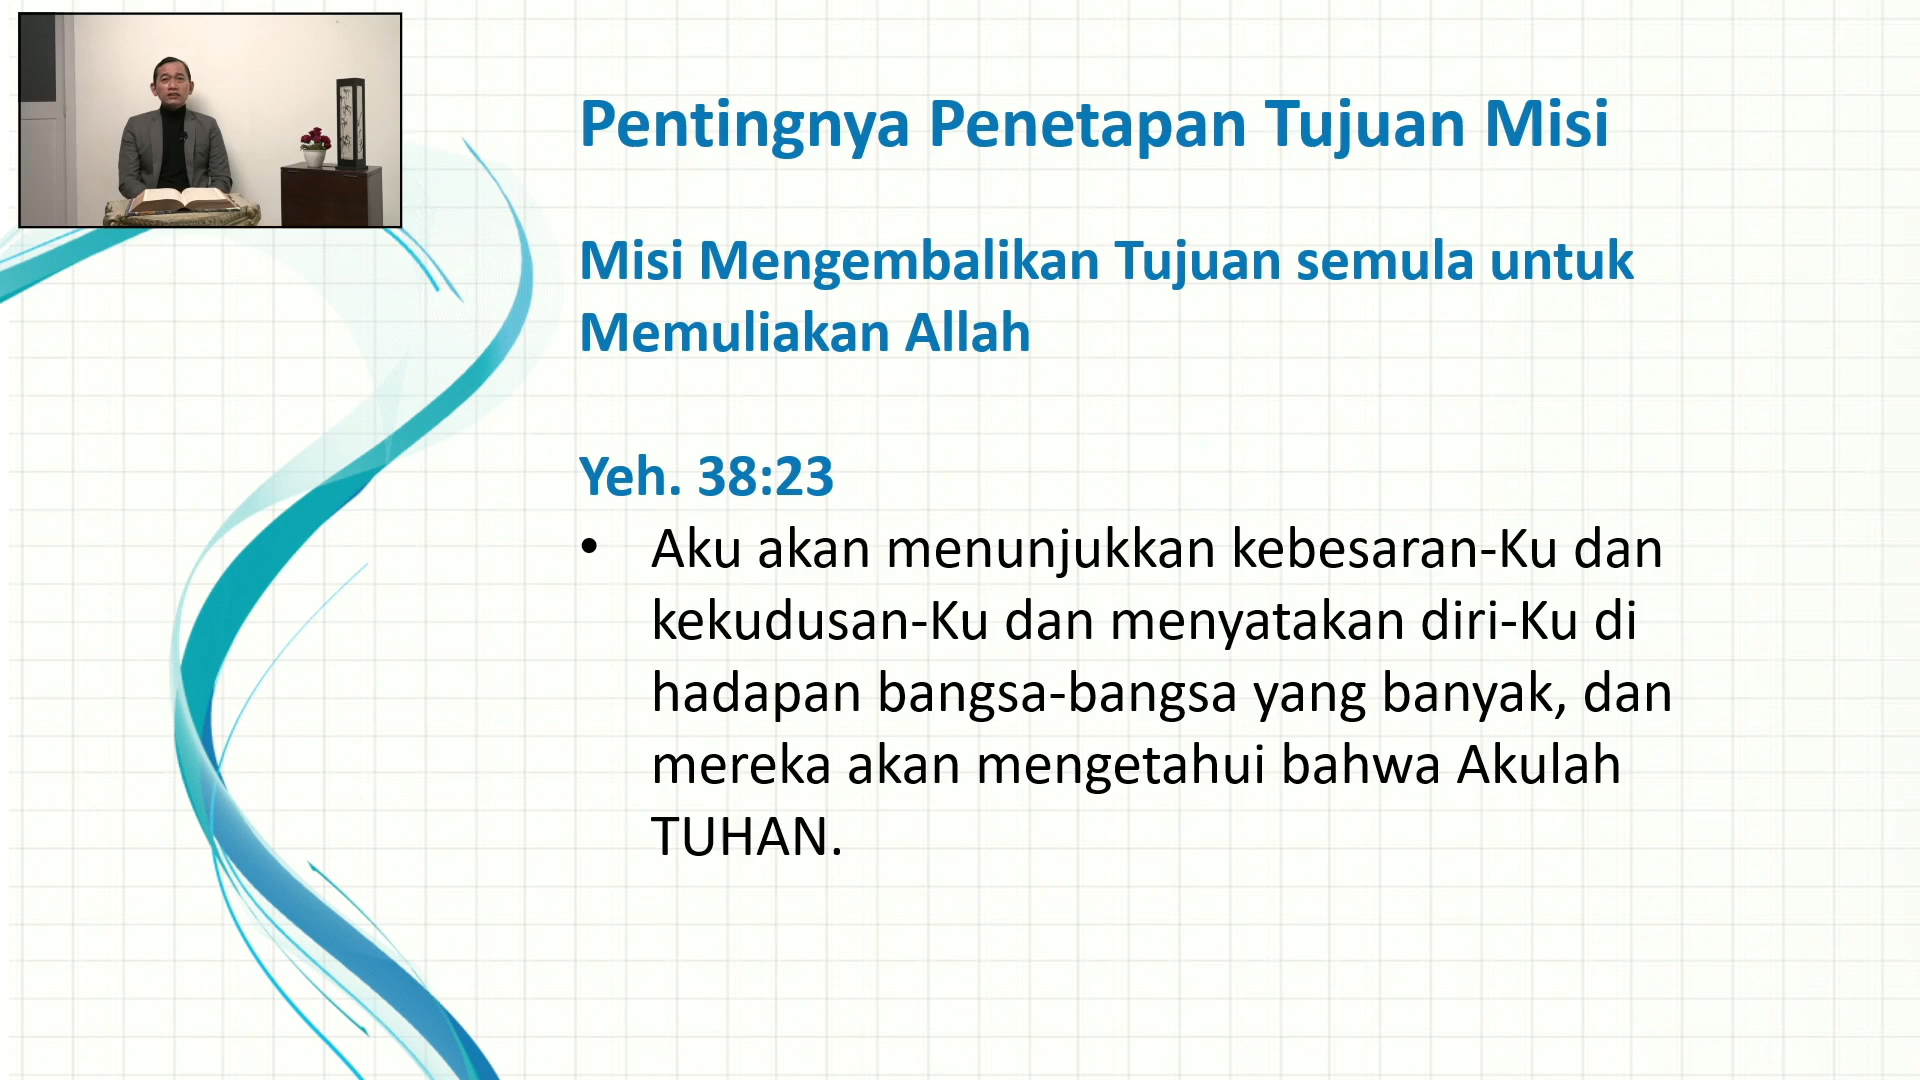 Pentingnya Penetapan Tujuan Misi
Misi Mengembalikan Tujuan semula untuk
Memuliakan Allah
Yeh. 38:23
• Aku akan menunjukkan kebesaran-Ku dan
kekudusan-Ku dan menyatakan diri-Ku di
hadapan bangsa-bangsa yang banyak, dan
mereka akan mengetahui bahwa Akulah
TUHAN.